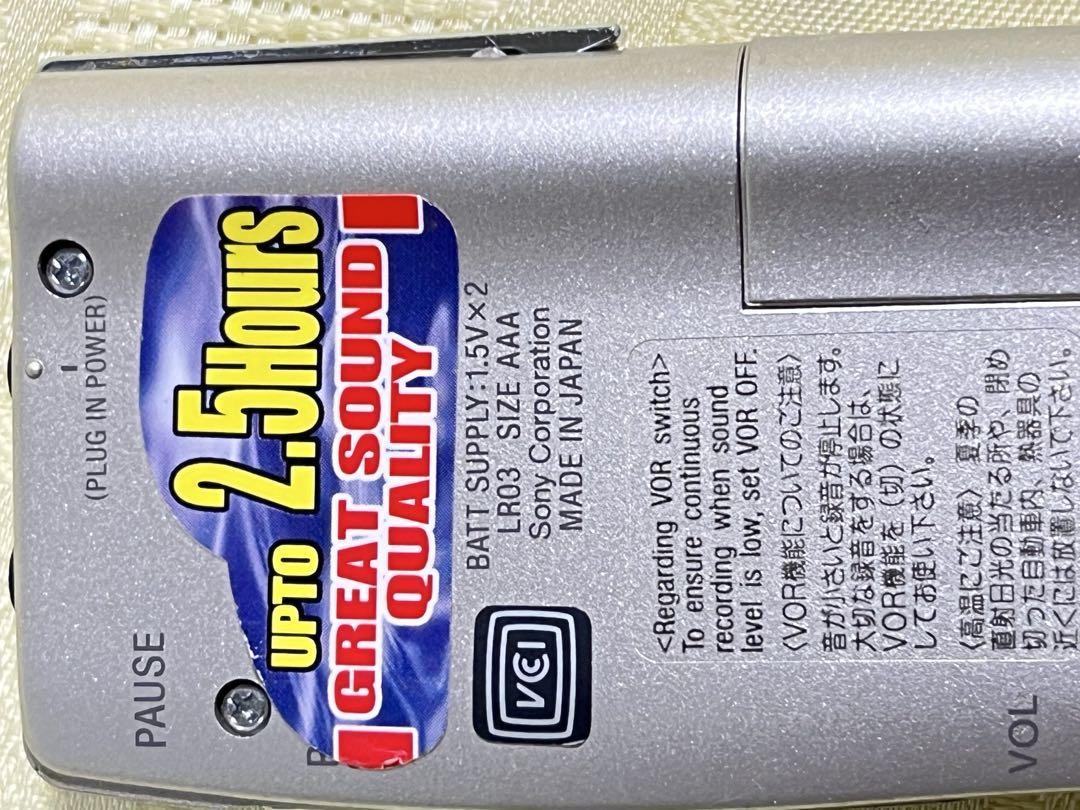 (PLUG IN POWER)
PAUSE
UPTO 2.5Hours
GREAT SOUND
QUALITY
BATT SUPPLY:1.5V×2
LR03 SIZE AAA
Sony Corporation
MADE IN JAPAN
VCCI
<Regarding VOR switch>
To ensure continuous
recording when sound
level is low, set VOR OFF.
〈VOR機能についてのご注意〉
音が小さいと録音が停止します。
大切な録音をする場合は、
VOR機能を（切）の状態に
してお使い下さい。
〈高温にご注意〉 夏季の
直射日光の当たる所や、閉め
切った自動車内、熱器具の
近くには放置しないで下さい。
VOL